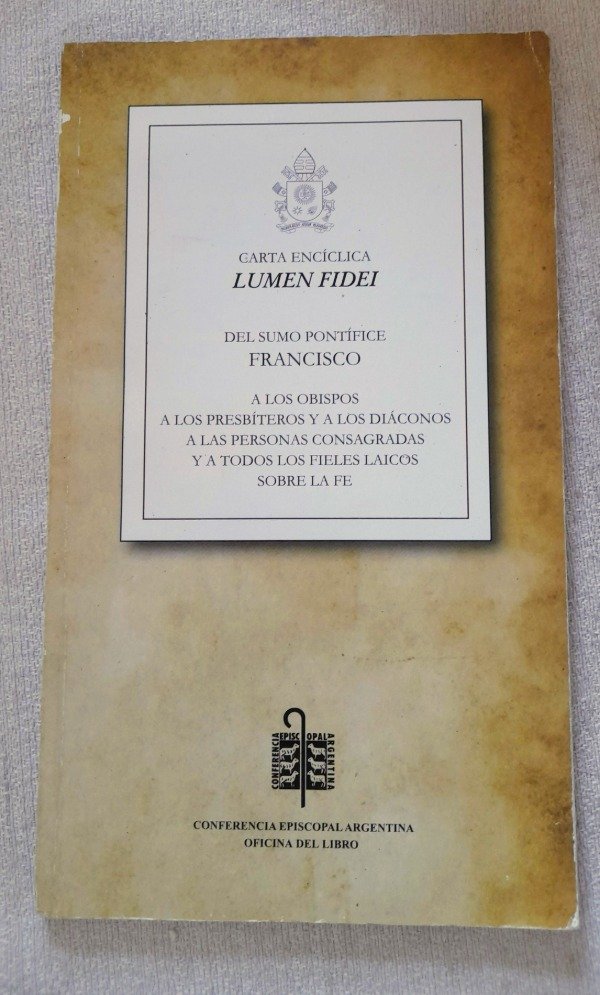 CARTA ENCÍCLICA
LUMEN FIDEI
DEL SUMO PONTÍFICE
FRANCISCO
A LOS OBISPOS
A LOS PRESBÍTEROS Y A LOS DIÁCONOS
A LAS PERSONAS CONSAGRADAS
Y A TODOS LOS FIELES LAICOS
SOBRE LA FE
CONFERENCIA
EPISCOPAL
ARGENTINA
CONFERENCIA EPISCOPAL ARGENTINA
OFICINA DEL LIBRO